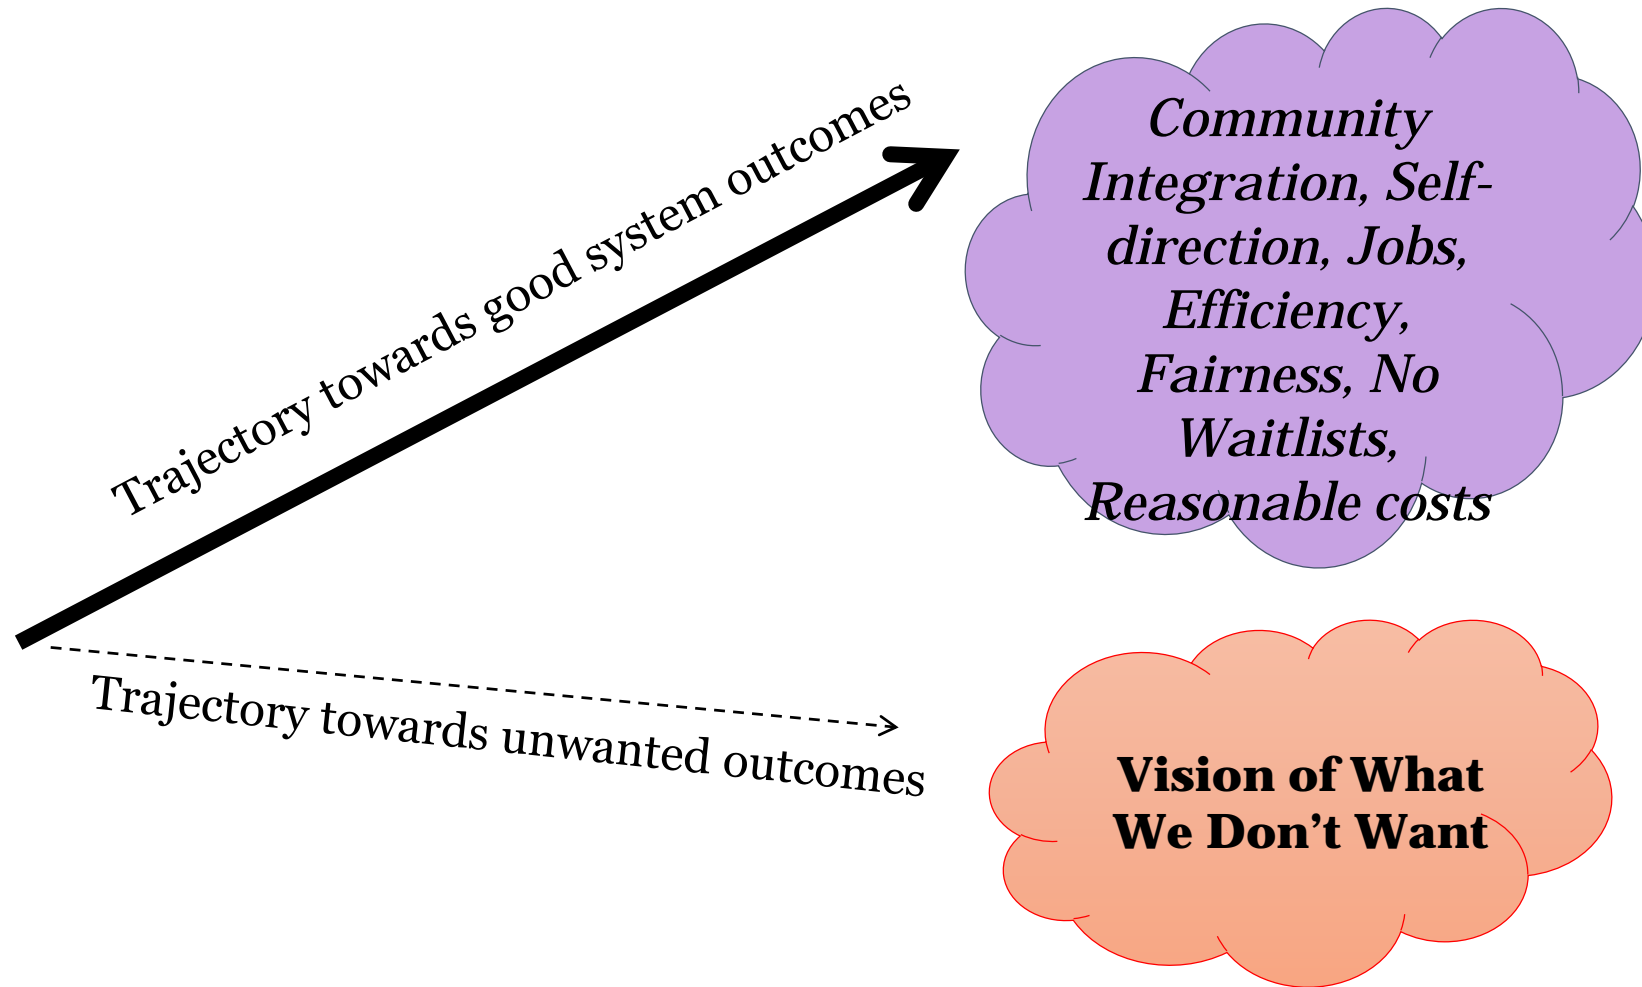 Trajectory towards good system outcomes
Community
Integration, Self-
direction, Jobs,
Efficiency,
Fairness, No
Waitlists,
Reasonable costs
Trajectory towards unwanted outcomes
Vision of What
We Don’t Want